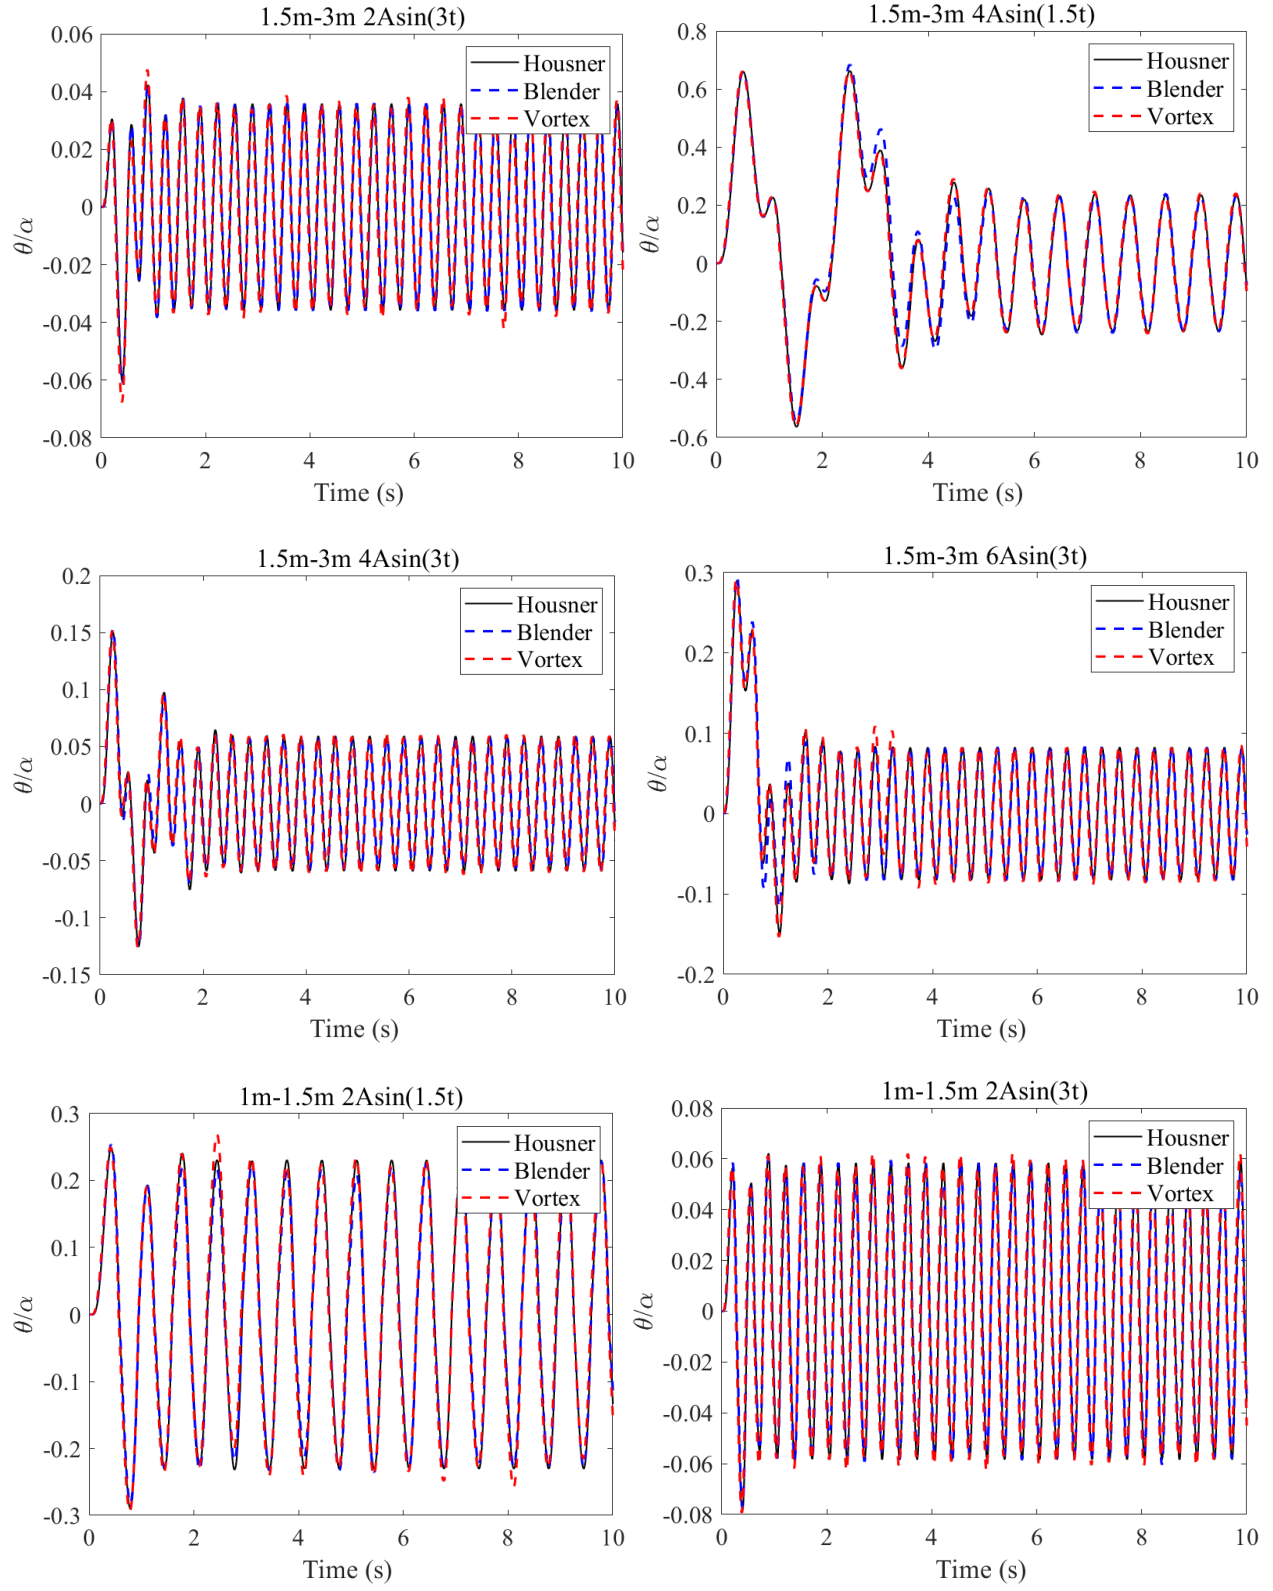 1.5m-3m 2Asin(3t)
0.06
0.04
0.02
0
-0.02
-0.04
-0.06
-0.08
θ/α
Housner
Blender
Vortex
0 2 4 6 8 10
Time (s)
1.5m-3m 4Asin(1.5t)
0.8
0.6
0.4
0.2
0
-0.2
-0.4
-0.6
θ/α
Housner
Blender
Vortex
0 2 4 6 8 10
Time (s)
1.5m-3m 4Asin(3t)
0.2
0.15
0.1
0.05
0
-0.05
-0.1
-0.15
θ/α
Housner
Blender
Vortex
0 2 4 6 8 10
Time (s)
1.5m-3m 6Asin(3t)
0.3
0.2
0.1
0
-0.1
-0.2
θ/α
Housner
Blender
Vortex
0 2 4 6 8 10
Time (s)
1m-1.5m 2Asin(1.5t)
0.3
0.2
0.1
0
-0.1
-0.2
-0.3
θ/α
Housner
Blender
Vortex
0 2 4 6 8 10
Time (s)
1m-1.5m 2Asin(3t)
0.08
0.06
0.04
0.02
0
-0.02
-0.04
-0.06
-0.08
θ/α
Housner
Blender
Vortex
0 2 4 6 8 10
Time (s)